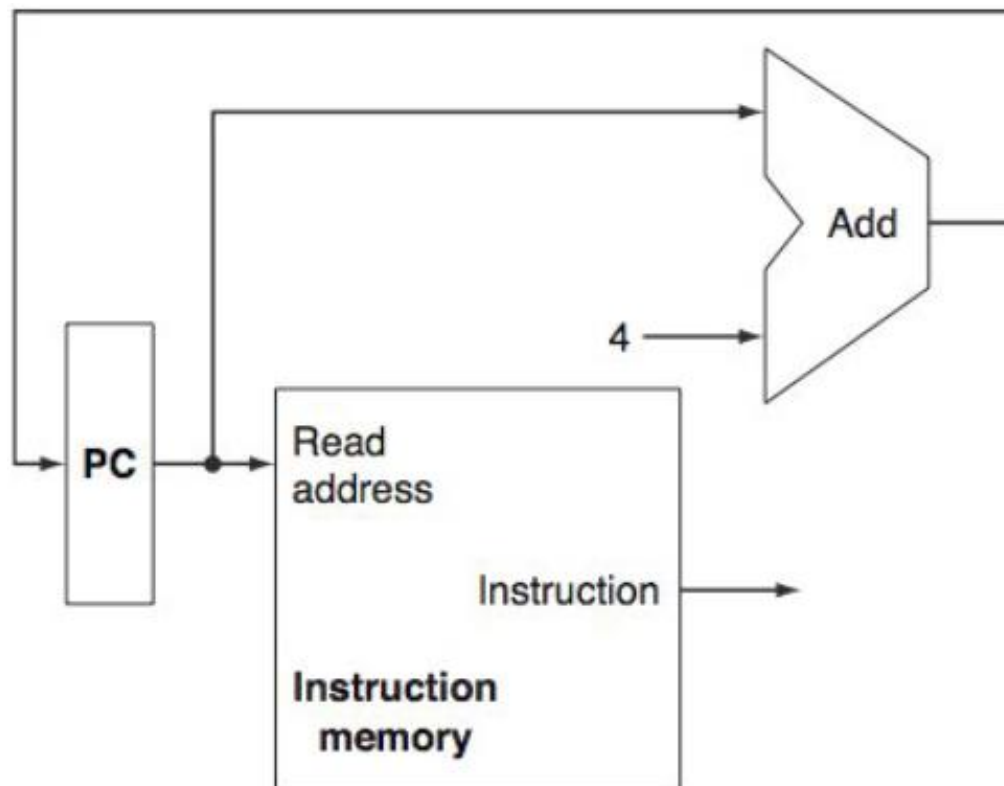 Add
4
PC
Read
address
Instruction
Instruction
memory